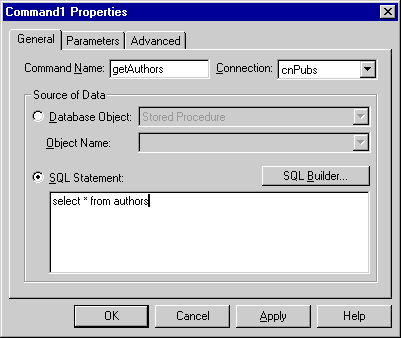 Command1 Properties
General Parameters Advanced
Command Name: getAuthors Connection: cnPubs
Source of Data
Database Object: Stored Procedure
Object Name:
SQL Statement: SQL Builder...
select * from authors
OK Cancel Apply Help